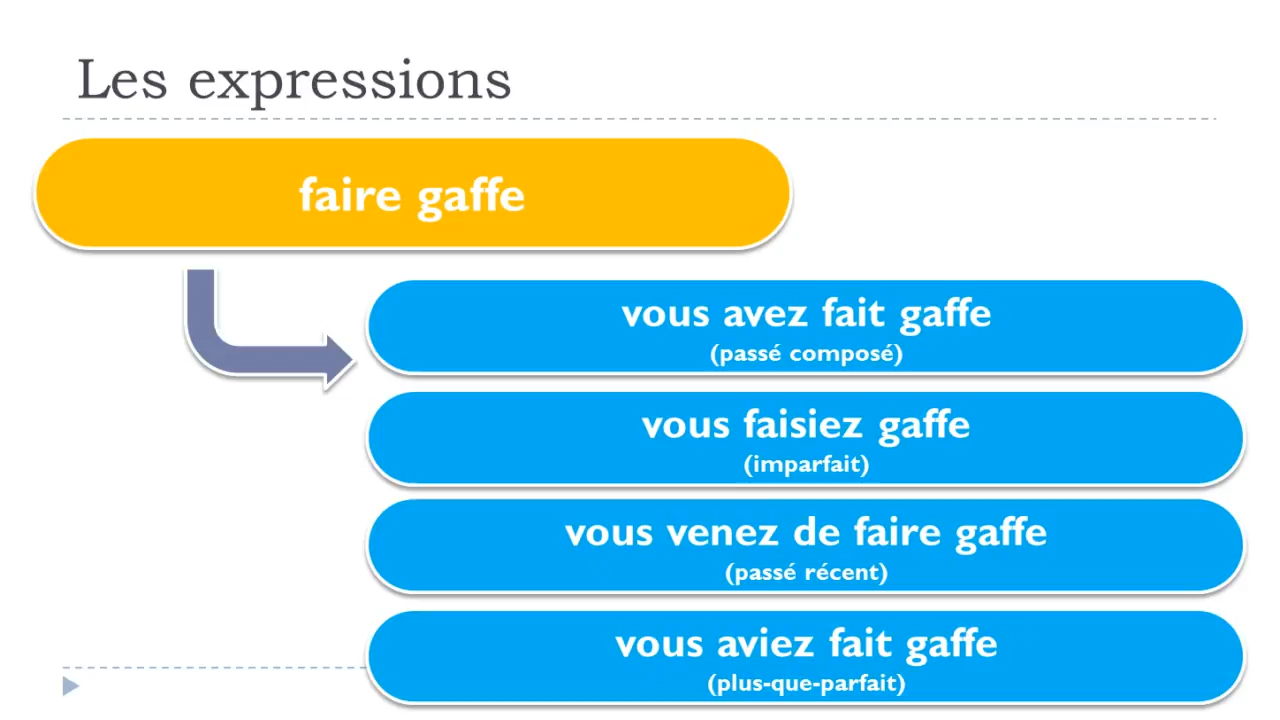 Les expressions
faire gaffe
vous avez fait gaffe
(passé composé)
vous faisiez gaffe
(imparfait)
vous venez de faire gaffe
(passé récent)
vous aviez fait gaffe
(plus-que-parfait)